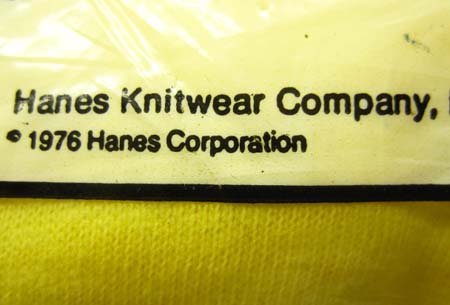 Hanes Knitwear Company,
© 1976 Hanes Corporation